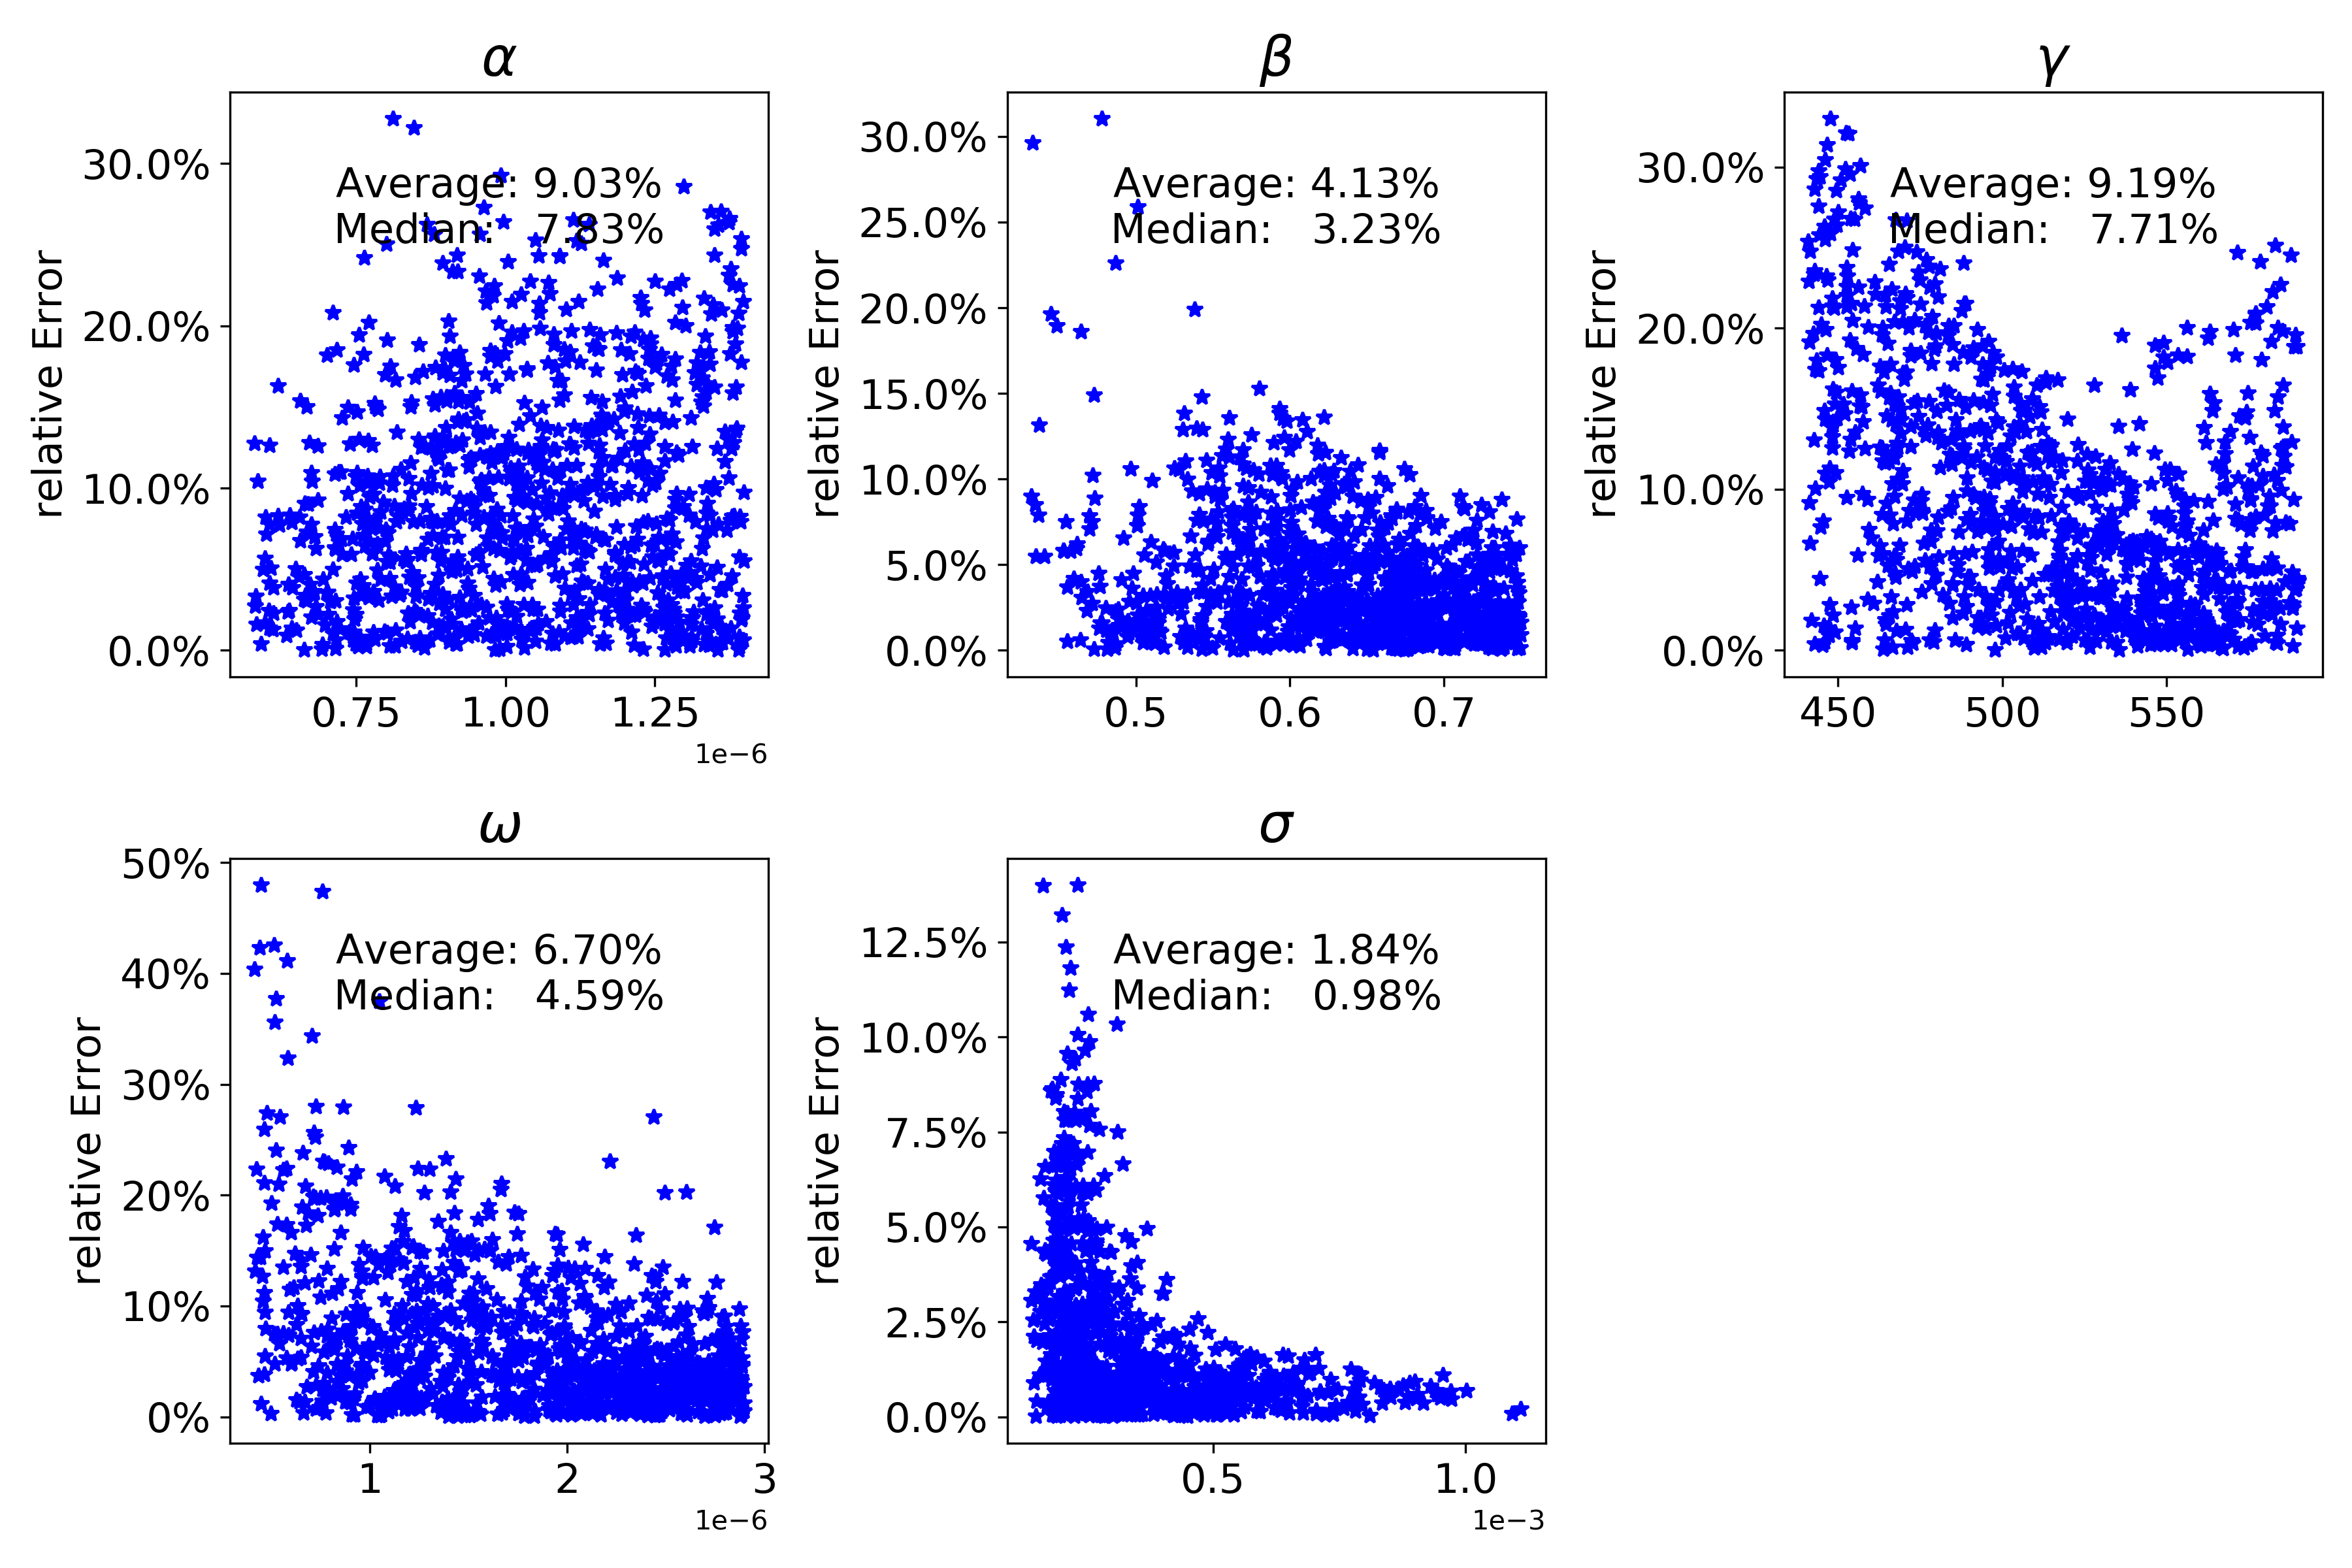 α
relative Error
30.0%
20.0%
10.0%
0.0%
Average: 9.03%
Median: 7.83%
0.75 1.00 1.25
1e−6
β
relative Error
30.0%
25.0%
20.0%
15.0%
10.0%
5.0%
0.0%
Average: 4.13%
Median: 3.23%
0.5 0.6 0.7
γ
relative Error
30.0%
20.0%
10.0%
0.0%
Average: 9.19%
Median: 7.71%
450 500 550
ω
relative Error
50%
40%
30%
20%
10%
0%
Average: 6.70%
Median: 4.59%
1 2 3
1e−6
σ
relative Error
12.5%
10.0%
7.5%
5.0%
2.5%
0.0%
Average: 1.84%
Median: 0.98%
0.5 1.0
1e−3